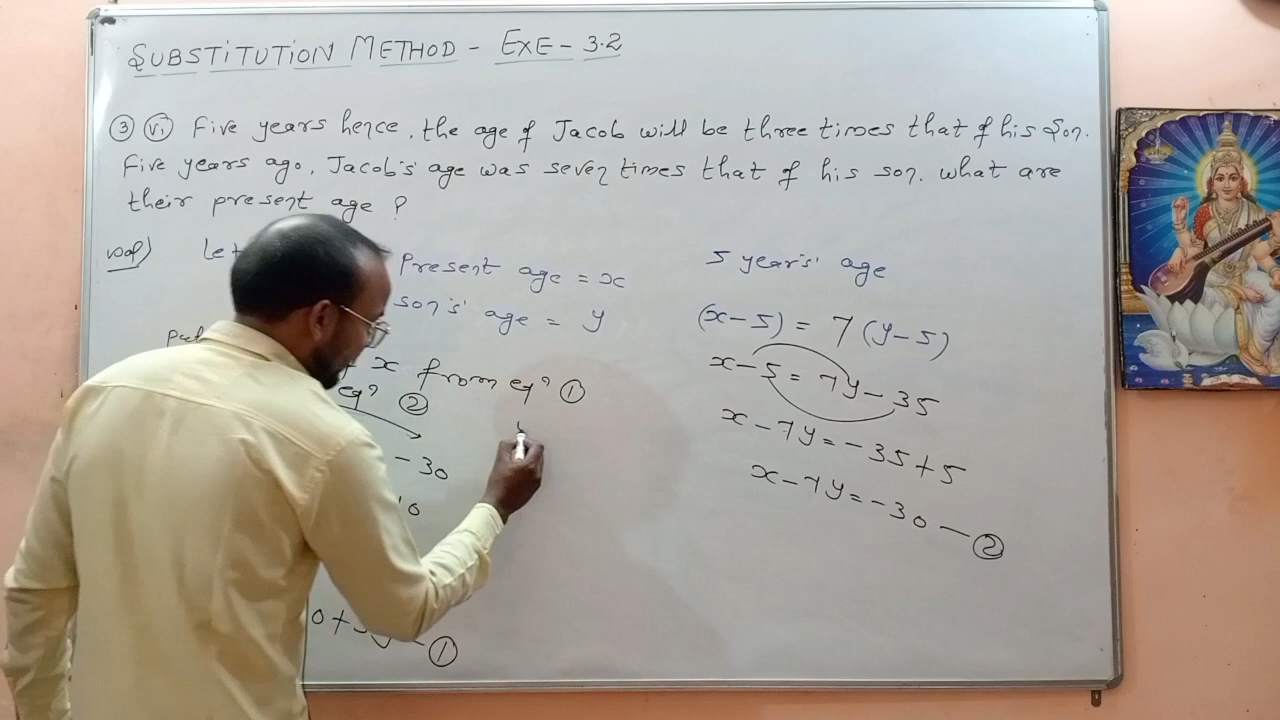 SUBSTITUTION METHOD - EXE - 3.2
③ (vi) Five years hence, the age of Jacob will be three times that of his son.
Five years ago, Jacob's age was seven times that of his son. what are
their present age ?
Sol) Let
Present age = x
son's' age = y
x from eqⁿ ①
eqⁿ ②
- 30
0 + 3y - ①
5 years' age
(x-5) = 7 (y-5)
x-5 = 7y-35
x-7y = -35+5
x-7y = -30 — ②